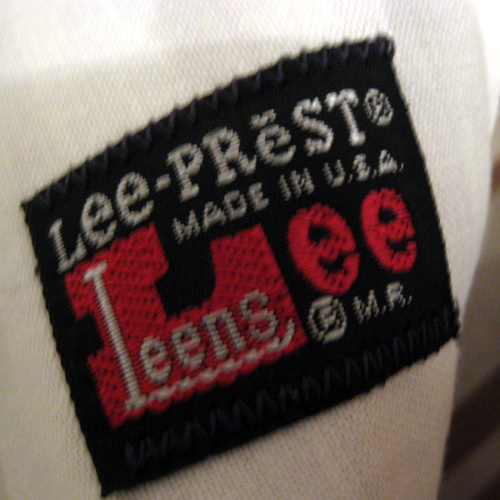 Lee-PRēST®
MADE IN U.S.A.
Lee
Leens ® M.R.